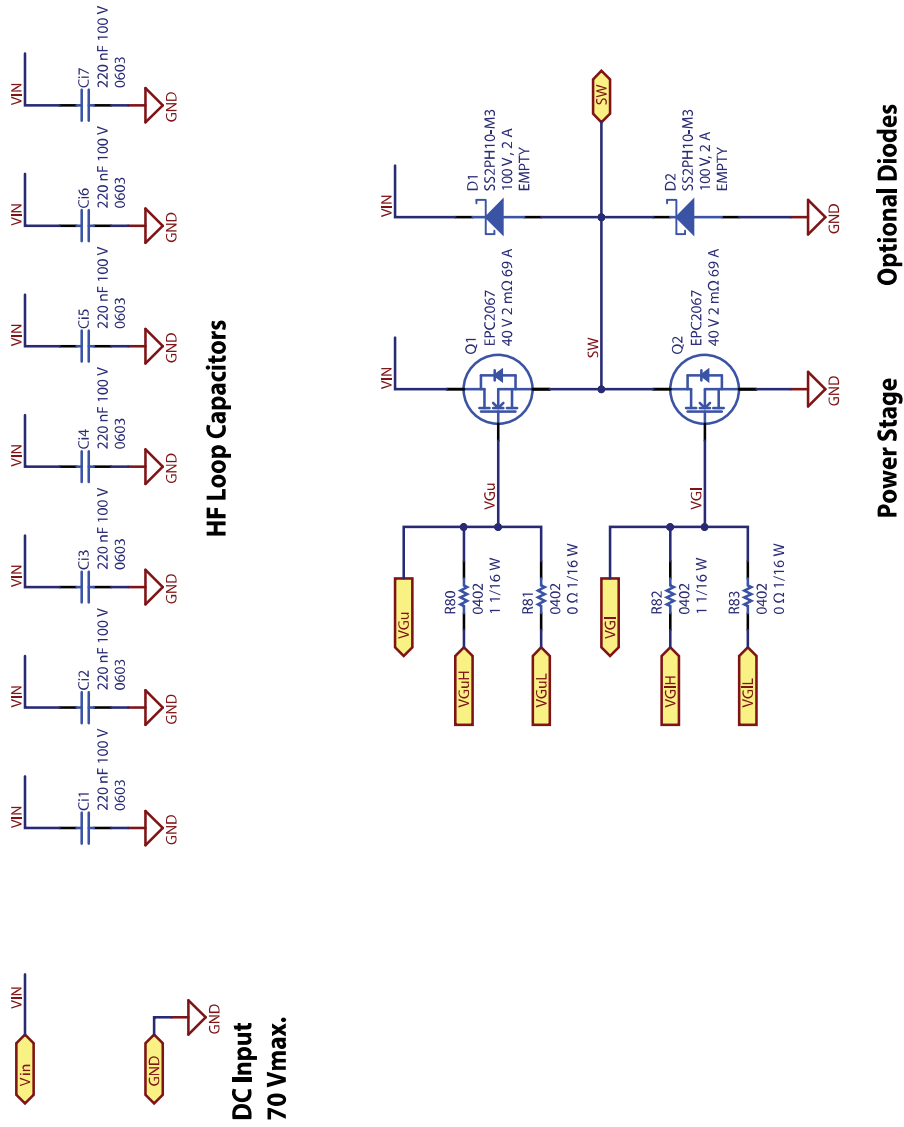 Vin
VIN
GND
GND
DC Input
70 Vmax.
VIN
Ci1
220 nF 100 V
0603
GND
VIN
Ci2
220 nF 100 V
0603
GND
VIN
Ci3
220 nF 100 V
0603
GND
VIN
Ci4
220 nF 100 V
0603
GND
VIN
Ci5
220 nF 100 V
0603
GND
VIN
Ci6
220 nF 100 V
0603
GND
VIN
Ci7
220 nF 100 V
0603
GND
HF Loop Capacitors
VGu
VGuH
R80
0402
1 1/16 W
VGuL
R81
0402
0 Ω 1/16 W
VGu
VIN
Q1
EPC2067
40 V 2 mΩ 69 A
VIN
D1
SS2PH10-M3
100 V, 2 A
EMPTY
SW
SW
VGl
VGlH
R82
0402
1 1/16 W
VGlL
R83
0402
0 Ω 1/16 W
VGl
Q2
EPC2067
40 V 2 mΩ 69 A
GND
D2
SS2PH10-M3
100 V, 2 A
EMPTY
GND
Power Stage
Optional Diodes